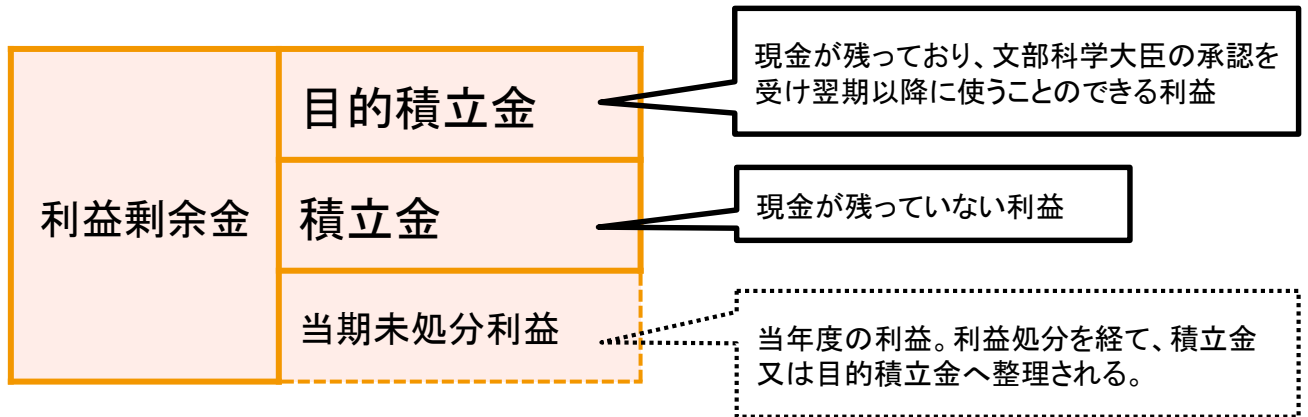 利益剰余金
目的積立金
現金が残っており、文部科学大臣の承認を
受け翌期以降に使うことのできる利益
積立金
現金が残っていない利益
当期未処分利益
当年度の利益。利益処分を経て、積立金
又は目的積立金へ整理される。